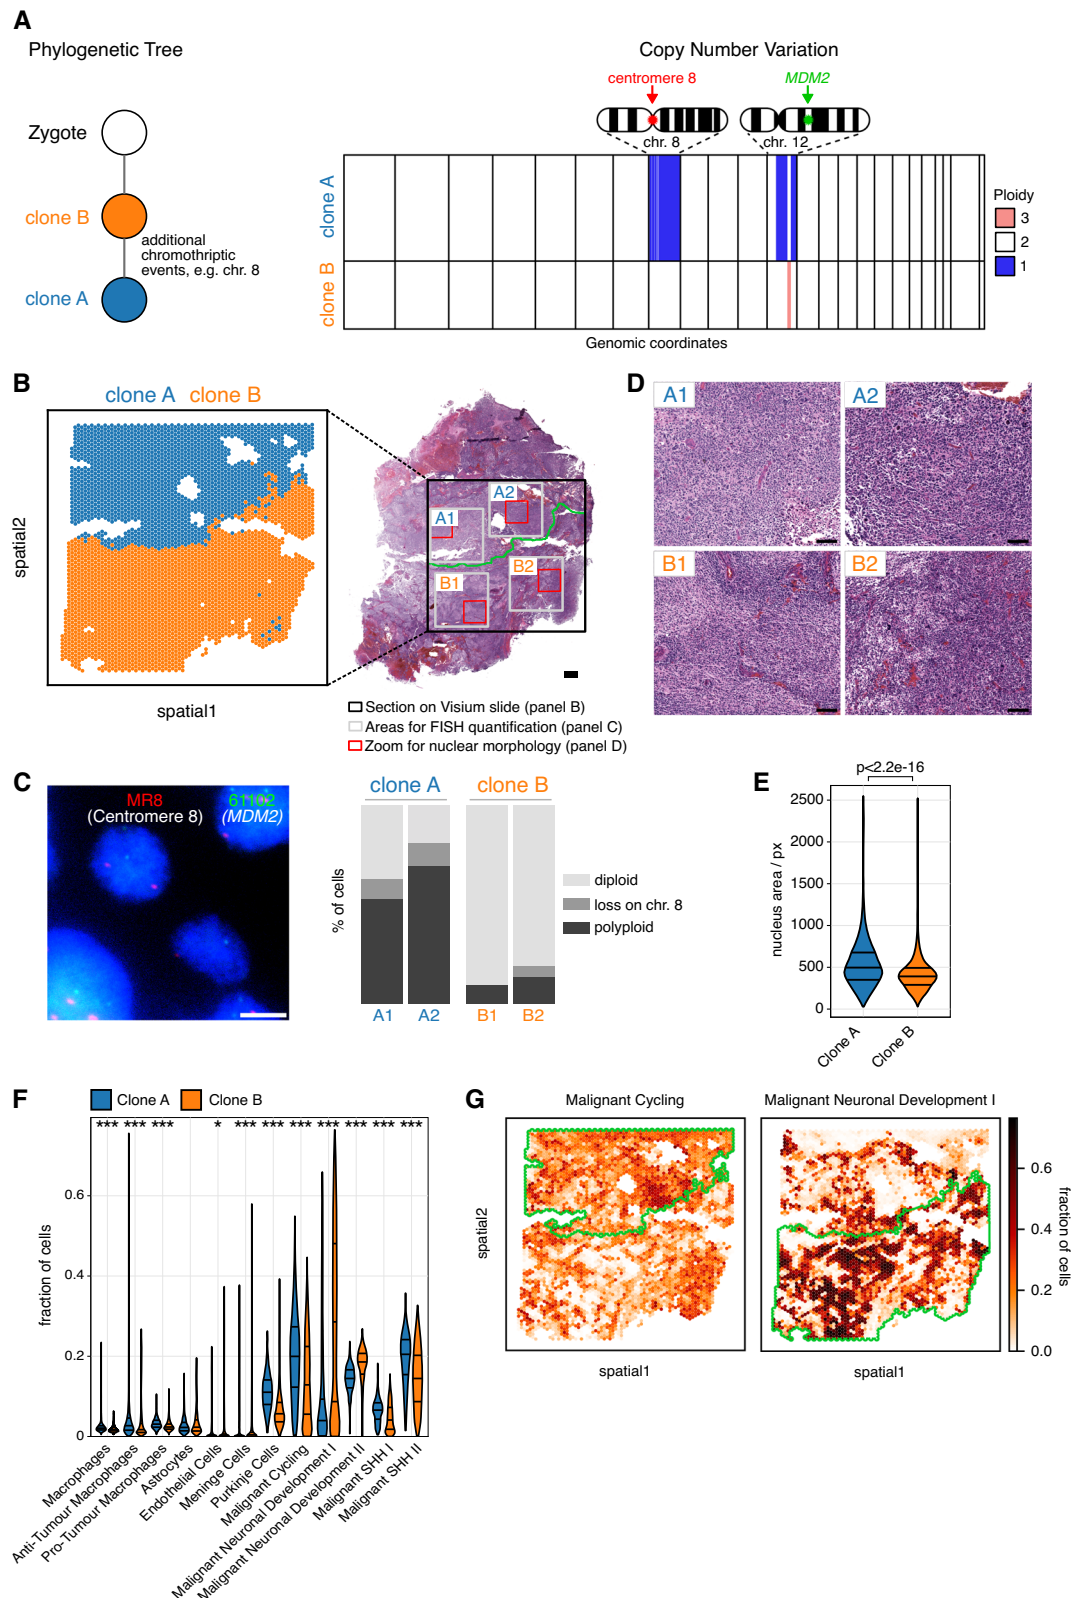 A
Phylogenetic Tree
Zygote
clone B
additional
chromothriptic
events, e.g. chr. 8
clone A
Copy Number Variation
centromere 8
MDM2
chr. 8
chr. 12
clone A
clone B
Genomic coordinates
Ploidy
3
2
1
B
clone A clone B
spatial2
spatial1
A1
A2
B1
B2
Section on Visium slide (panel B)
Areas for FISH quantification (panel C)
Zoom for nuclear morphology (panel D)
D
A1
A2
B1
B2
C
MR8
(Centromere 8)
(MDM2)
clone A
clone B
% of cells
A1
A2
B1
B2
diploid
loss on chr. 8
polyploid
E
p<2.2e-16
nucleus area / px
2500
2000
1500
1000
500
0
Clone A
Clone B
F
Clone A
Clone B
*** *** *** * *** *** *** *** *** *** ***
fraction of cells
0.6
0.4
0.2
0
Macrophages
Anti-Tumour Macrophages
Pro-Tumour Macrophages
Astrocytes
Endothelial Cells
Meninge Cells
Purkinje Cells
Malignant Cycling
Malignant Neuronal Development I
Malignant Neuronal Development II
Malignant SHH I
Malignant SHH II
G
Malignant Cycling
Malignant Neuronal Development I
spatial2
spatial1
spatial1
0.6
0.4
0.2
0.0
fraction of cells